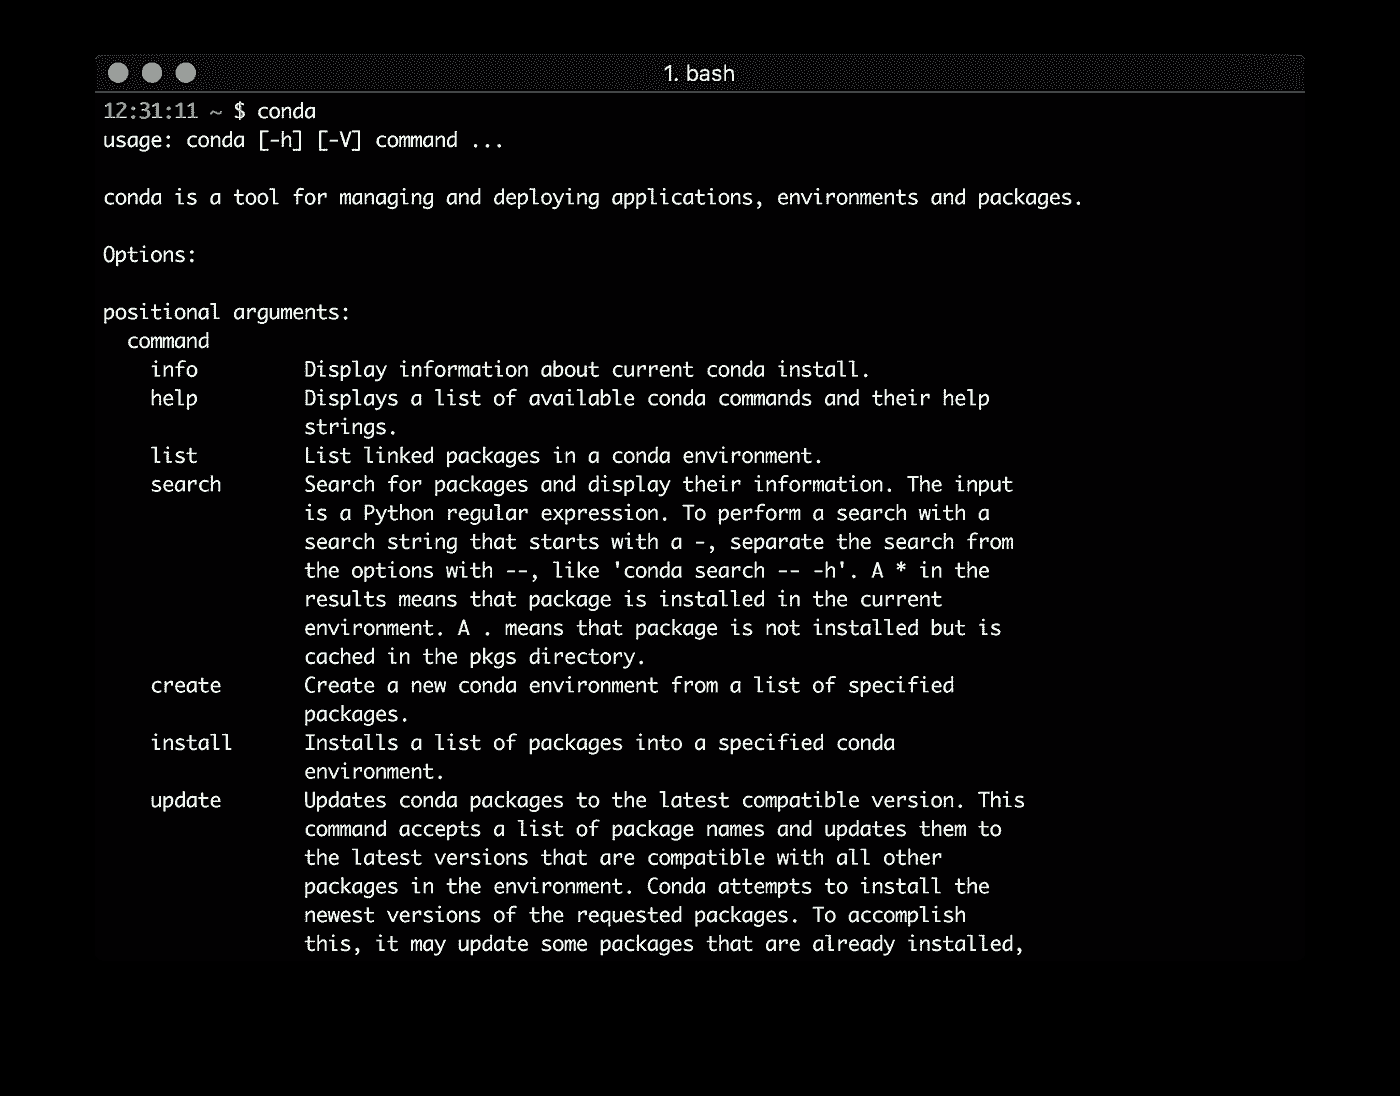 1. bash
12:31:11 ~ $ conda
usage: conda [-h] [-V] command ...
conda is a tool for managing and deploying applications, environments and packages.
Options:
positional arguments:
command
info Display information about current conda install.
help Displays a list of available conda commands and their help
strings.
list List linked packages in a conda environment.
search Search for packages and display their information. The input
is a Python regular expression. To perform a search with a
search string that starts with a -, separate the search from
the options with --, like 'conda search -- -h'. A * in the
results means that package is installed in the current
environment. A . means that package is not installed but is
cached in the pkgs directory.
create Create a new conda environment from a list of specified
packages.
install Installs a list of packages into a specified conda
environment.
update Updates conda packages to the latest compatible version. This
command accepts a list of package names and updates them to
the latest versions that are compatible with all other
packages in the environment. Conda attempts to install the
newest versions of the requested packages. To accomplish
this, it may update some packages that are already installed,